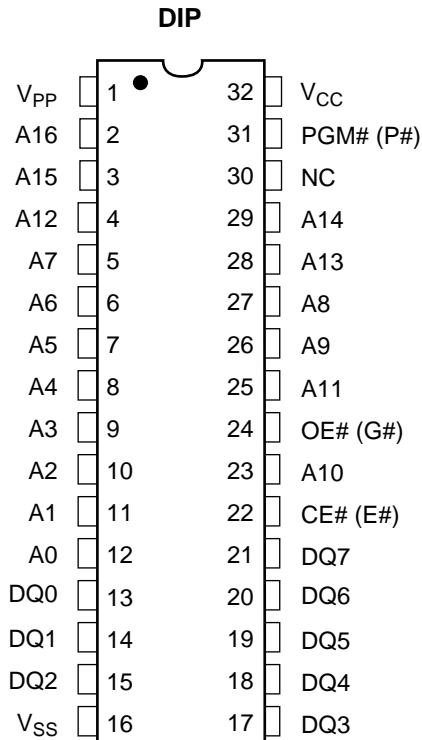 DIP
VPP 1 32 VCC
A16 2 31 PGM# (P#)
A15 3 30 NC
A12 4 29 A14
A7 5 28 A13
A6 6 27 A8
A5 7 26 A9
A4 8 25 A11
A3 9 24 OE# (G#)
A2 10 23 A10
A1 11 22 CE# (E#)
A0 12 21 DQ7
DQ0 13 20 DQ6
DQ1 14 19 DQ5
DQ2 15 18 DQ4
VSS 16 17 DQ3